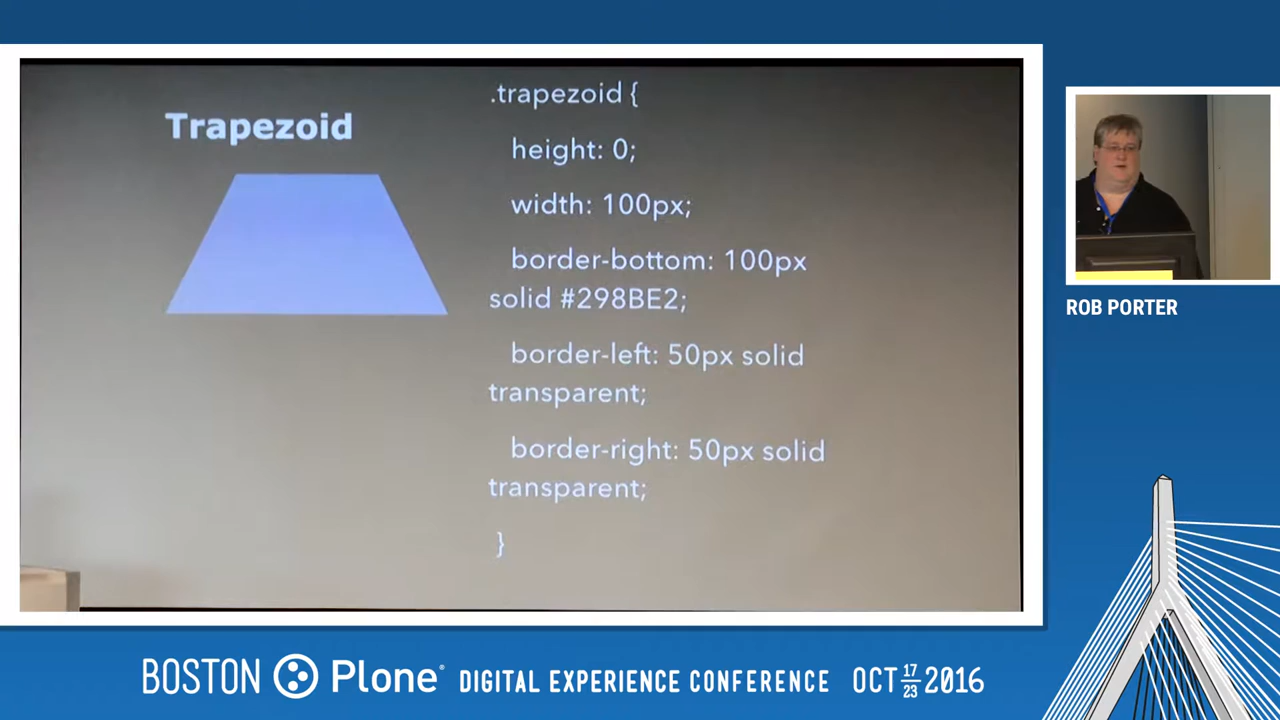 Trapezoid
.trapezoid {
height: 0;
width: 100px;
border-bottom: 100px
solid #298BE2;
border-left: 50px solid
transparent;
border-right: 50px solid
transparent;
}
ROB PORTER
BOSTON Plone® DIGITAL EXPERIENCE CONFERENCE OCT 17/23 2016